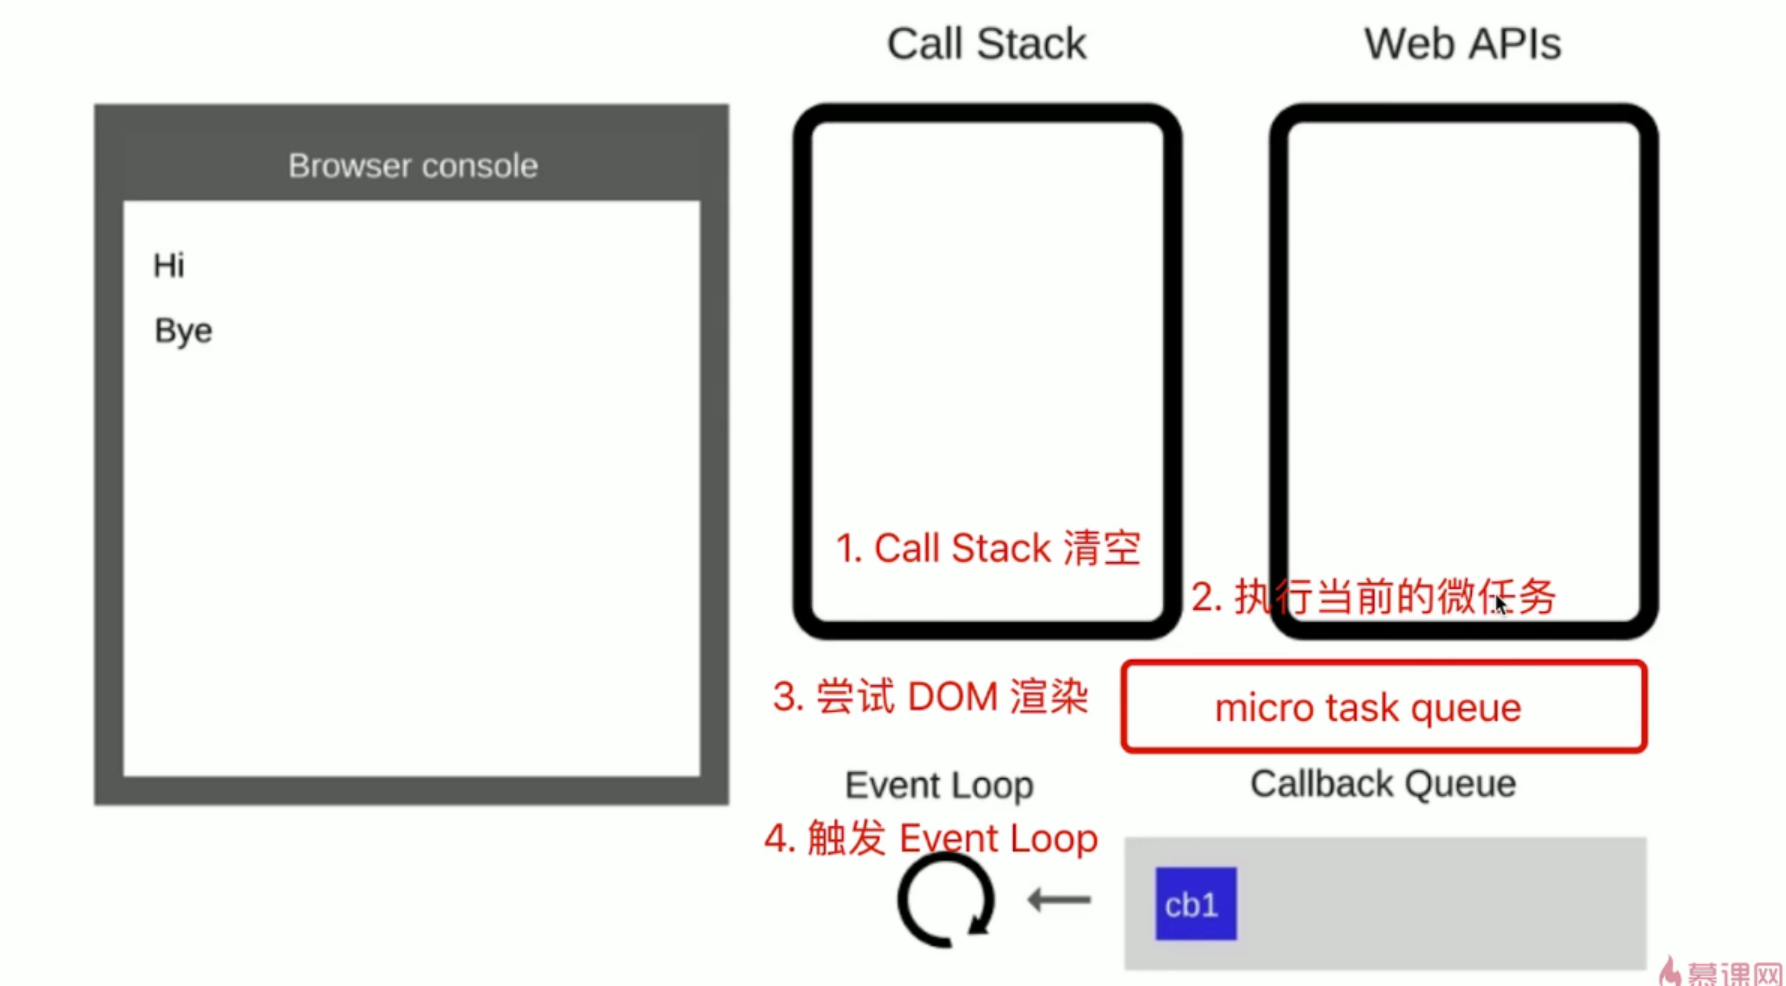 Call Stack
Web APIs
Browser console
Hi
Bye
1. Call Stack 清空
2. 执行当前的微任务
3. 尝试 DOM 渲染
micro task queue
Event Loop
Callback Queue
4. 触发 Event Loop
cb1
慕课网